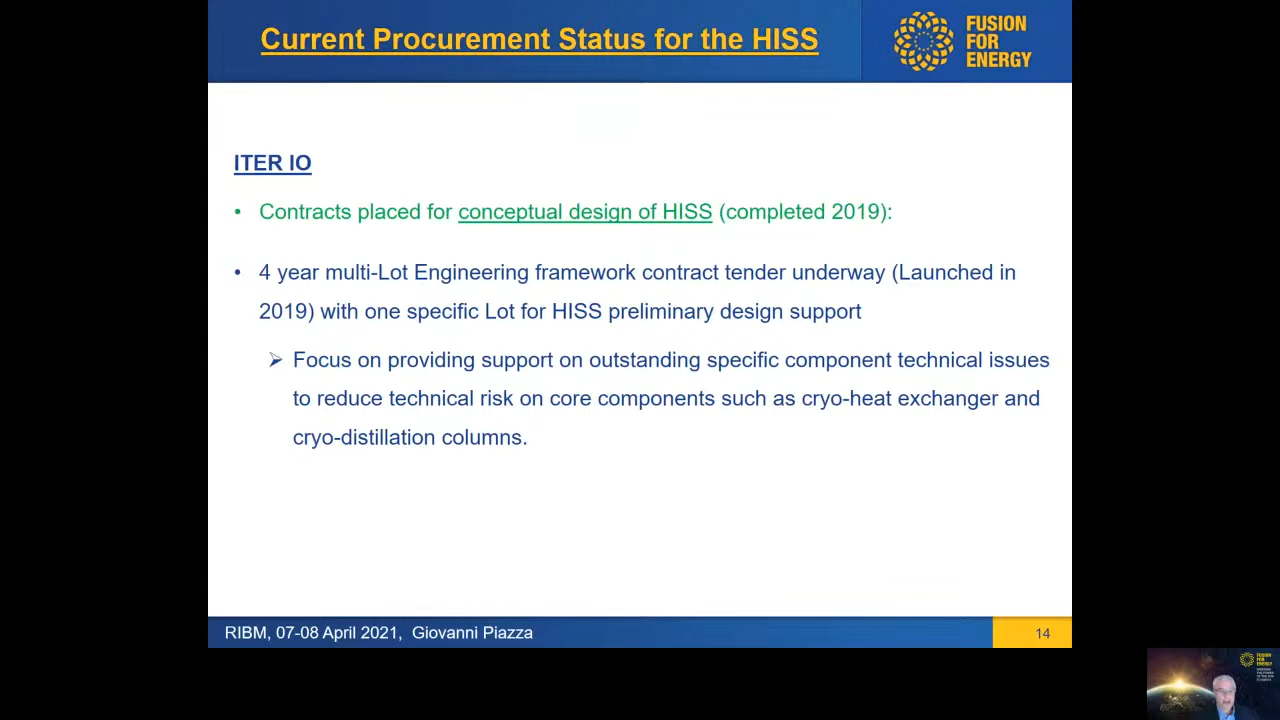 Current Procurement Status for the HISS
FUSION
FOR
ENERGY
ITER IO
• Contracts placed for conceptual design of HISS (completed 2019):
• 4 year multi-Lot Engineering framework contract tender underway (Launched in
2019) with one specific Lot for HISS preliminary design support
➢ Focus on providing support on outstanding specific component technical issues
to reduce technical risk on core components such as cryo-heat exchanger and
cryo-distillation columns.
RIBM, 07-08 April 2021, Giovanni Piazza
14
FUSION
FOR
ENERGY